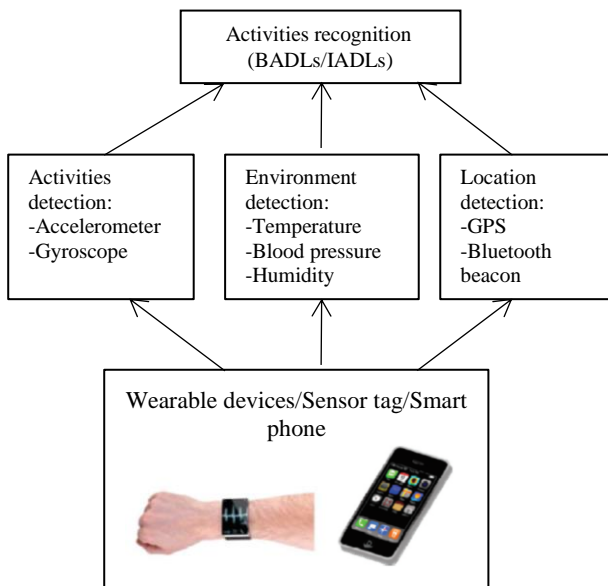 Activities recognition
(BADLs/IADLs)
Activities
detection:
-Accelerometer
-Gyroscope
Environment
detection:
-Temperature
-Blood pressure
-Humidity
Location
detection:
-GPS
-Bluetooth
beacon
Wearable devices/Sensor tag/Smart
phone